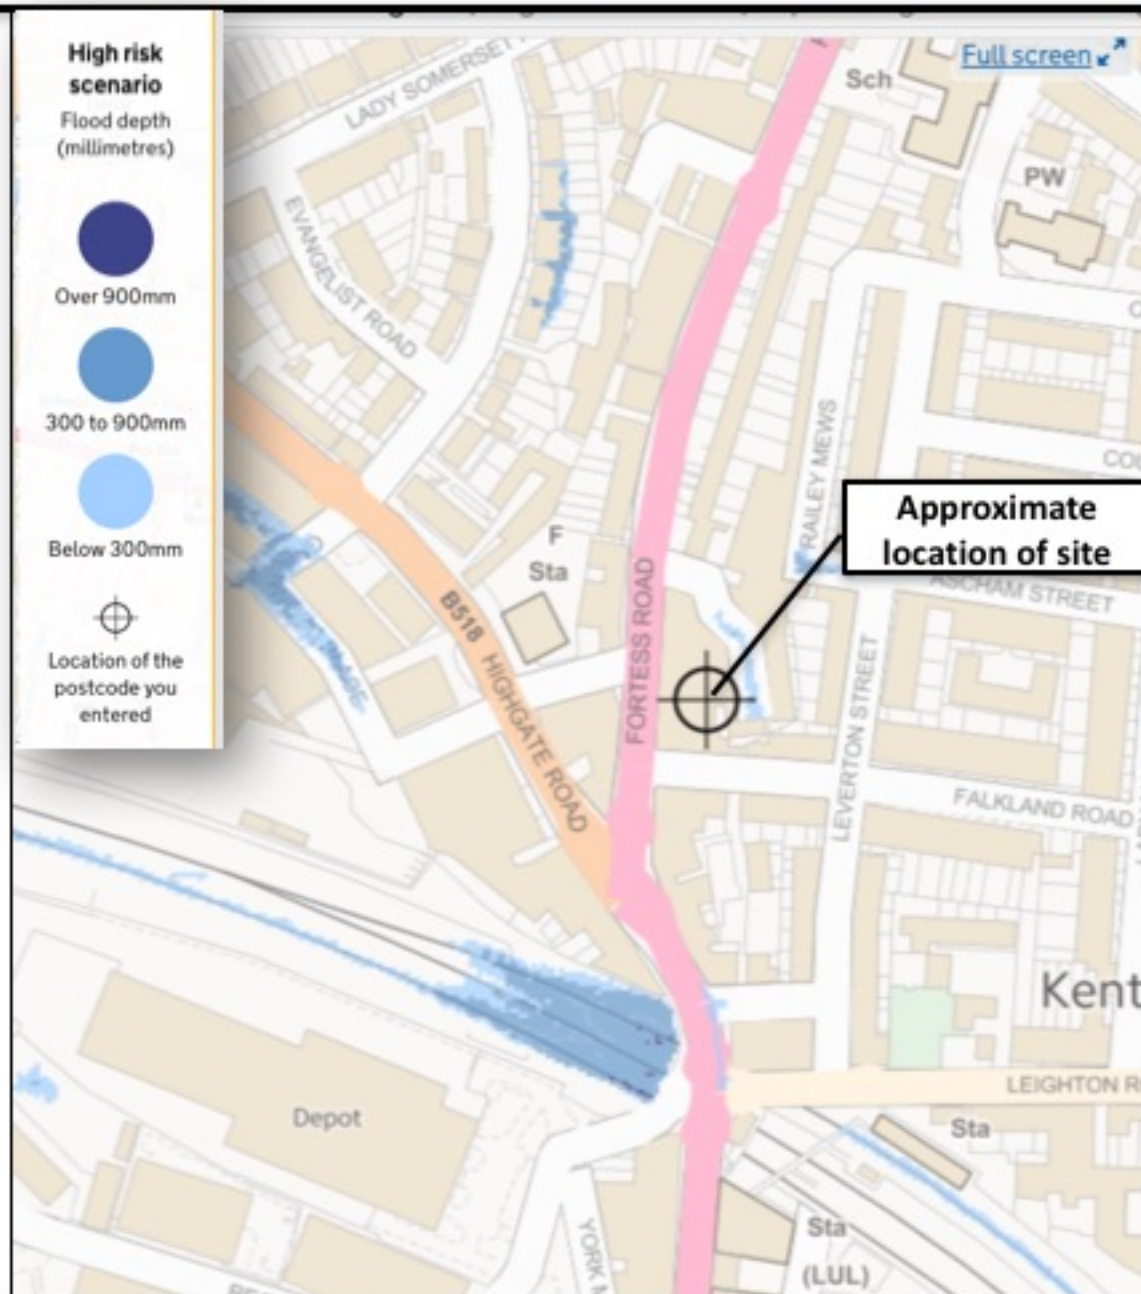 High risk
scenario
Flood depth
(millimetres)
Over 900mm
300 to 900mm
Below 300mm
Location of the
postcode you
entered
Full screen
Sch
LADY SOMERSET
PW
EVANGELIST ROAD
RAILEY MEWS
Approximate
location of site
F
Sta
ASCHAM STREET
B518
HIGHGATE ROAD
FORTESS ROAD
LEVERTON STREET
FALKLAND ROAD
Kent
LEIGHTON R
Depot
Sta
Sta
(LUL)
YORK M